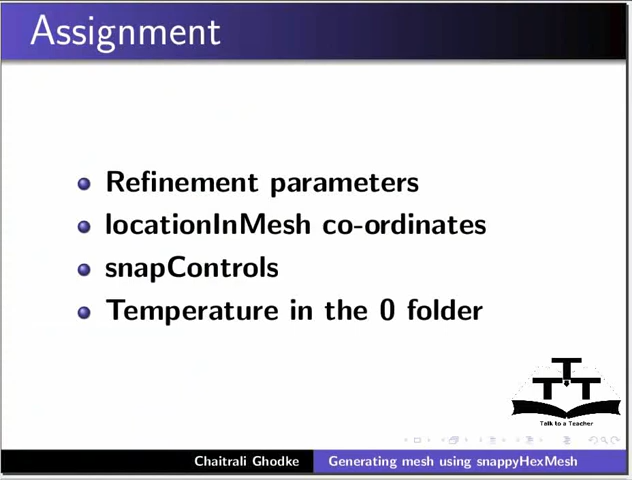 Assignment
Refinement parameters
locationInMesh co-ordinates
snapControls
Temperature in the 0 folder
TTT
Talk to a Teacher
Chaitrali Ghodke
Generating mesh using snappyHexMesh